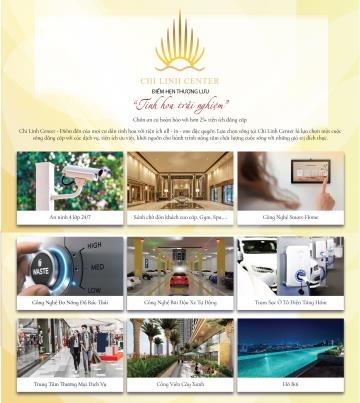 CHI LINH CENTER
ĐIỂM HẸN THƯỢNG LƯU
"Tinh hoa trải nghiệm"
Chốn an cư hoàn hảo với hơn 25+ tiện ích đẳng cấp
Chi Linh Center - Điểm đến của mọi cư dân tinh hoa với tiện ích all - in - one đặc quyền. Lựa chọn sống tại Chi Linh Center là lựa chọn một cuộc
sống đẳng cấp với các dịch vụ, tiện ích ưu việt, khởi nguồn cho hành trình nâng tầm chất lượng cuộc sống với những giá trị đích thực.
An ninh 4 lớp 24/7
Sảnh chờ đón khách cao cấp, Gym, Spa,...
Công Nghệ Smart-Home
WASTE
HIGH
MED
LOW
Công Nghệ Đo Nồng Độ Rác Thải
Công Nghệ Bãi Đậu Xe Tự Động
Trạm Sạc Ô Tô Điện Tầng Hầm
Trung Tâm Thương Mại Dịch Vụ
Công Viên Cây Xanh
Hồ Bơi